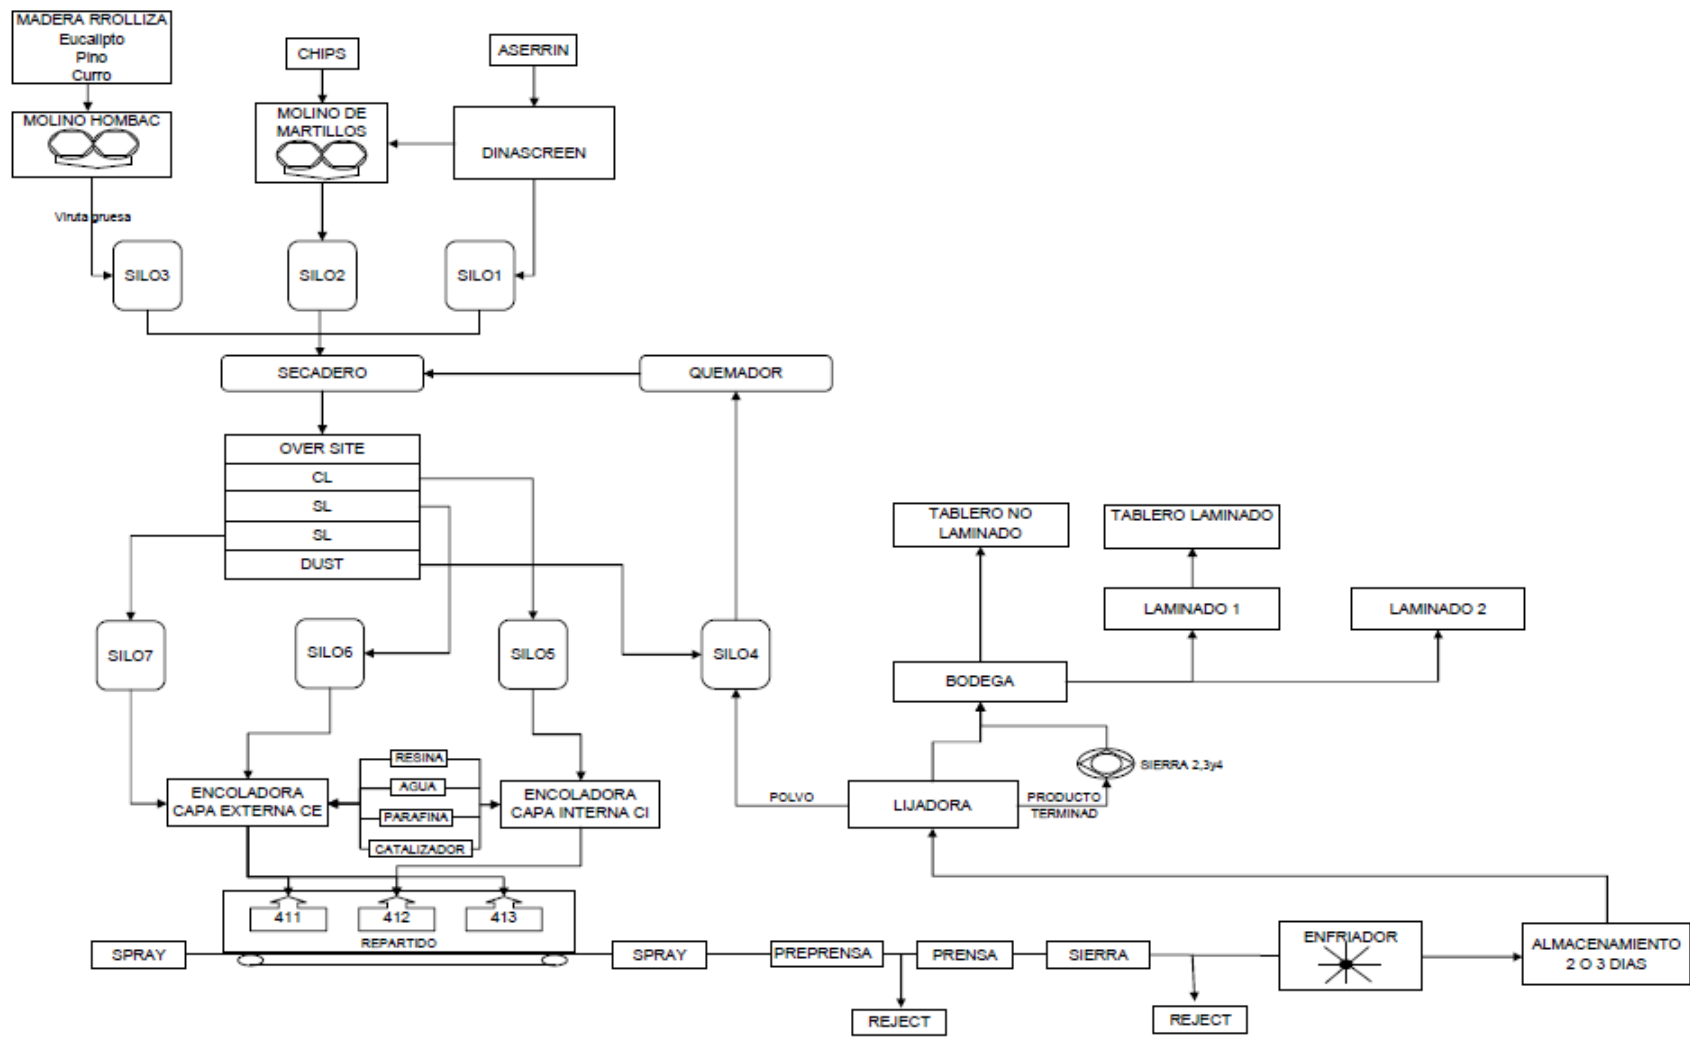 MADERA RROLLIZA
Eucalipto
Pino
Curro
CHIPS
ASERRIN
MOLINO HOMBAC
MOLINO DE
MARTILLOS
DINASCREEN
Viruta gruesa
SILO3
SILO2
SILO1
SECADERO
QUEMADOR
OVER SITE
CL
SL
SL
DUST
TABLERO NO
LAMINADO
TABLERO LAMINADO
LAMINADO 1
LAMINADO 2
SILO7
SILO6
SILO5
SILO4
BODEGA
RESINA
AGUA
PARAFINA
CATALIZADOR
ENCOLADORA
CAPA EXTERNA CE
ENCOLADORA
CAPA INTERNA CI
POLVO
LIJADORA
PRODUCTO
TERMINAD
SIERRA 2,3y4
411
412
413
REPARTIDO
SPRAY
SPRAY
PREPRENSA
PRENSA
SIERRA
ENFRIADOR
ALMACENAMIENTO
2 O 3 DIAS
REJECT
REJECT